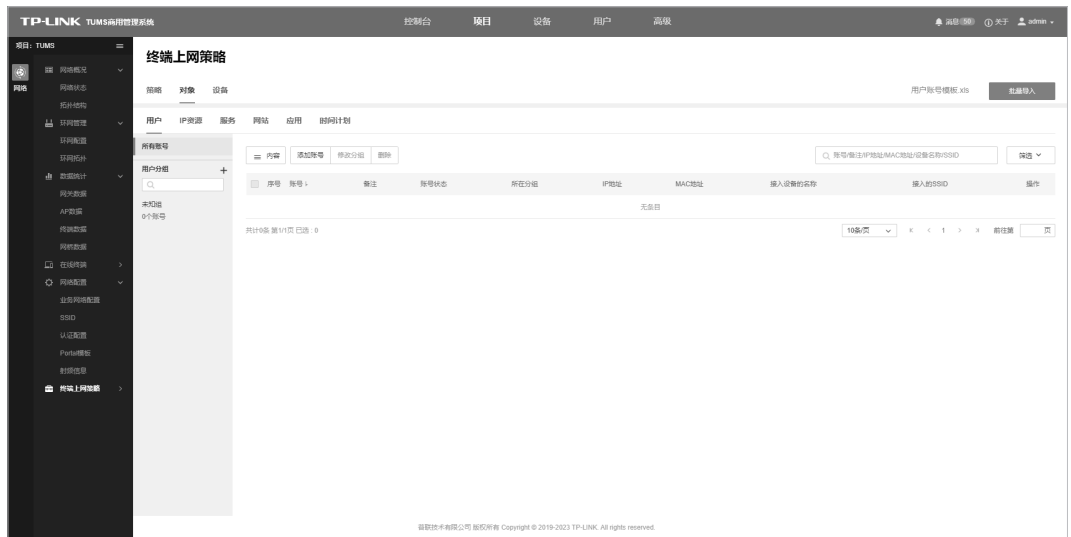 TP-LINK TUMS商用管理系统 控制台 项目 设备 用户 高级 消息 50 关于 admin
项目: TUMS
网络
网络概况
网络状态
拓扑结构
环网管理
环网配置
环网拓扑
数据统计
网关数据
AP数据
终端数据
网桥数据
在线终端
网络配置
业务网络配置
SSID
认证配置
Portal模板
射频信息
终端上网策略
终端上网策略
策略 对象 设备 用户账号模板.xls 批量导入
用户 IP资源 服务 网站 应用 时间计划
所有账号
用户分组 +
未知组
0个账号
内容 添加账号 修改分组 删除 账号/备注/IP地址/MAC地址/设备名称/SSID 筛选
序号 账号 备注 账号状态 所在分组 IP地址 MAC地址 接入设备的名称 接入的SSID 操作
无条目
共计0条 第1/1页 已选：0 10条/页 1 前往第 页
普联技术有限公司 版权所有 Copyright © 2019-2023 TP-LINK. All rights reserved.